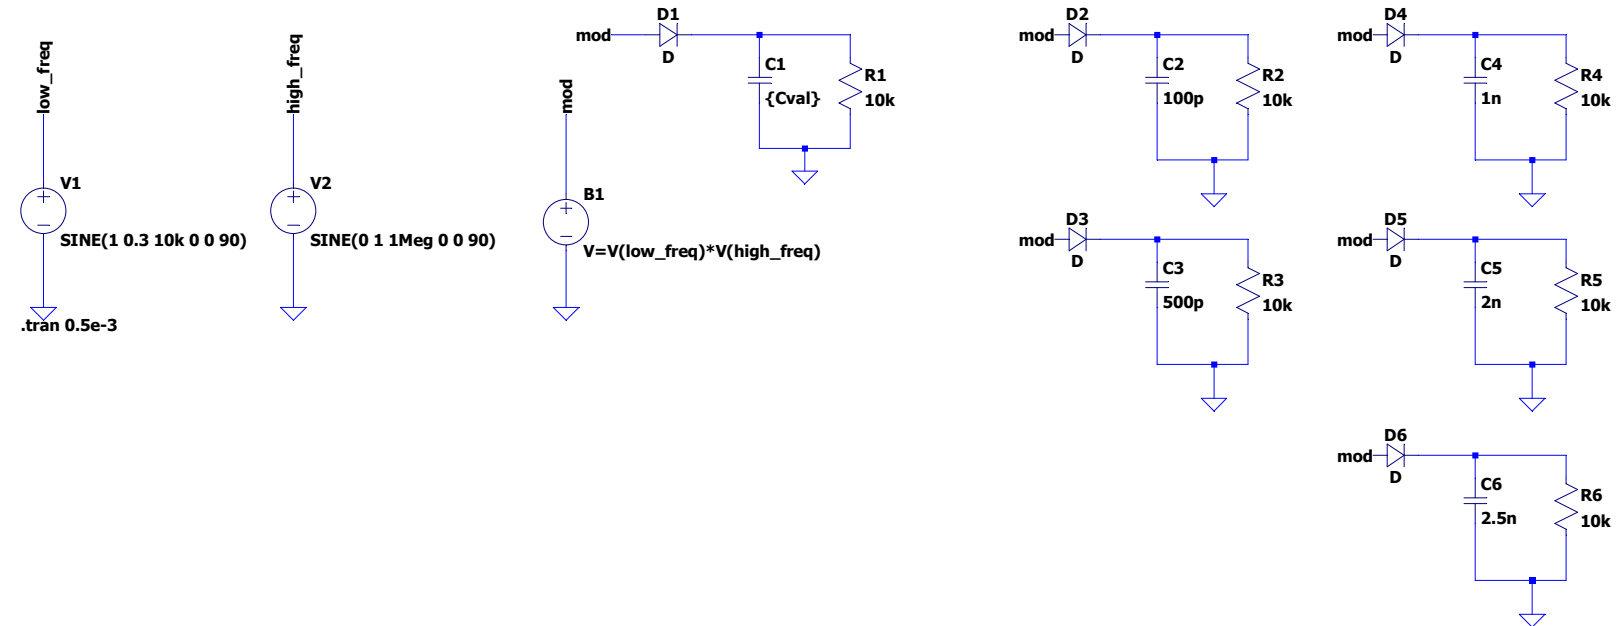 low_freq
V1
SINE(1 0.3 10k 0 0 90)
.tran 0.5e-3
high_freq
V2
SINE(0 1 1Meg 0 0 90)
mod
B1
V=V(low_freq)*V(high_freq)
mod
D1
D
C1
{Cval}
R1
10k
mod
D2
D
C2
100p
R2
10k
mod
D4
D
C4
1n
R4
10k
mod
D3
D
C3
500p
R3
10k
mod
D5
D
C5
2n
R5
10k
mod
D6
D
C6
2.5n
R6
10k